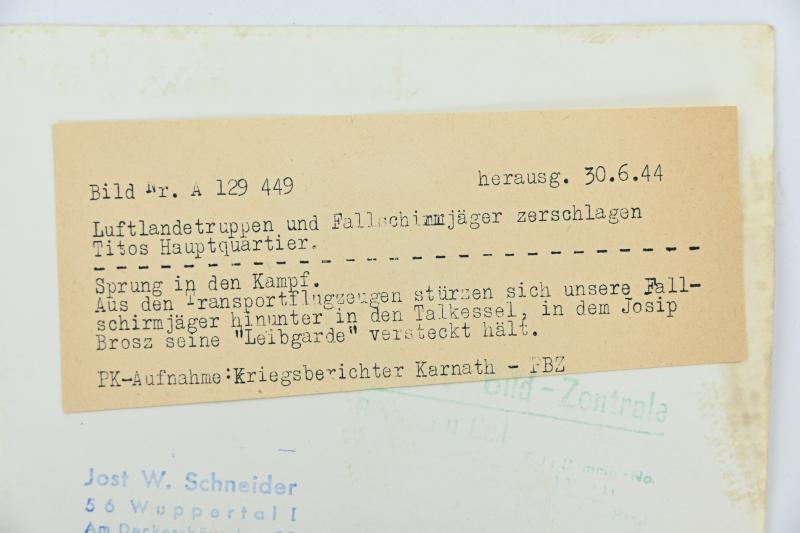 Bild Nr. A 129 449 herausg. 30.6.44
Luftlandetruppen und Fallschirmjäger zerschlagen
Titos Hauptquartier.
- - - - - - - - - - - - - - - - - - - - -
Sprung in den Kampf.
Aus den Transportflugzeugen stürzen sich unsere Fall-
schirmjäger hinunter in den Talkessel, in dem Josip
Brosz seine "Leibgarde" versteckt hält.
PK-Aufnahme:Kriegsberichter Karnath - PBZ
Bild-Zentrale
Jost W. Schneider
56 Wuppertal I